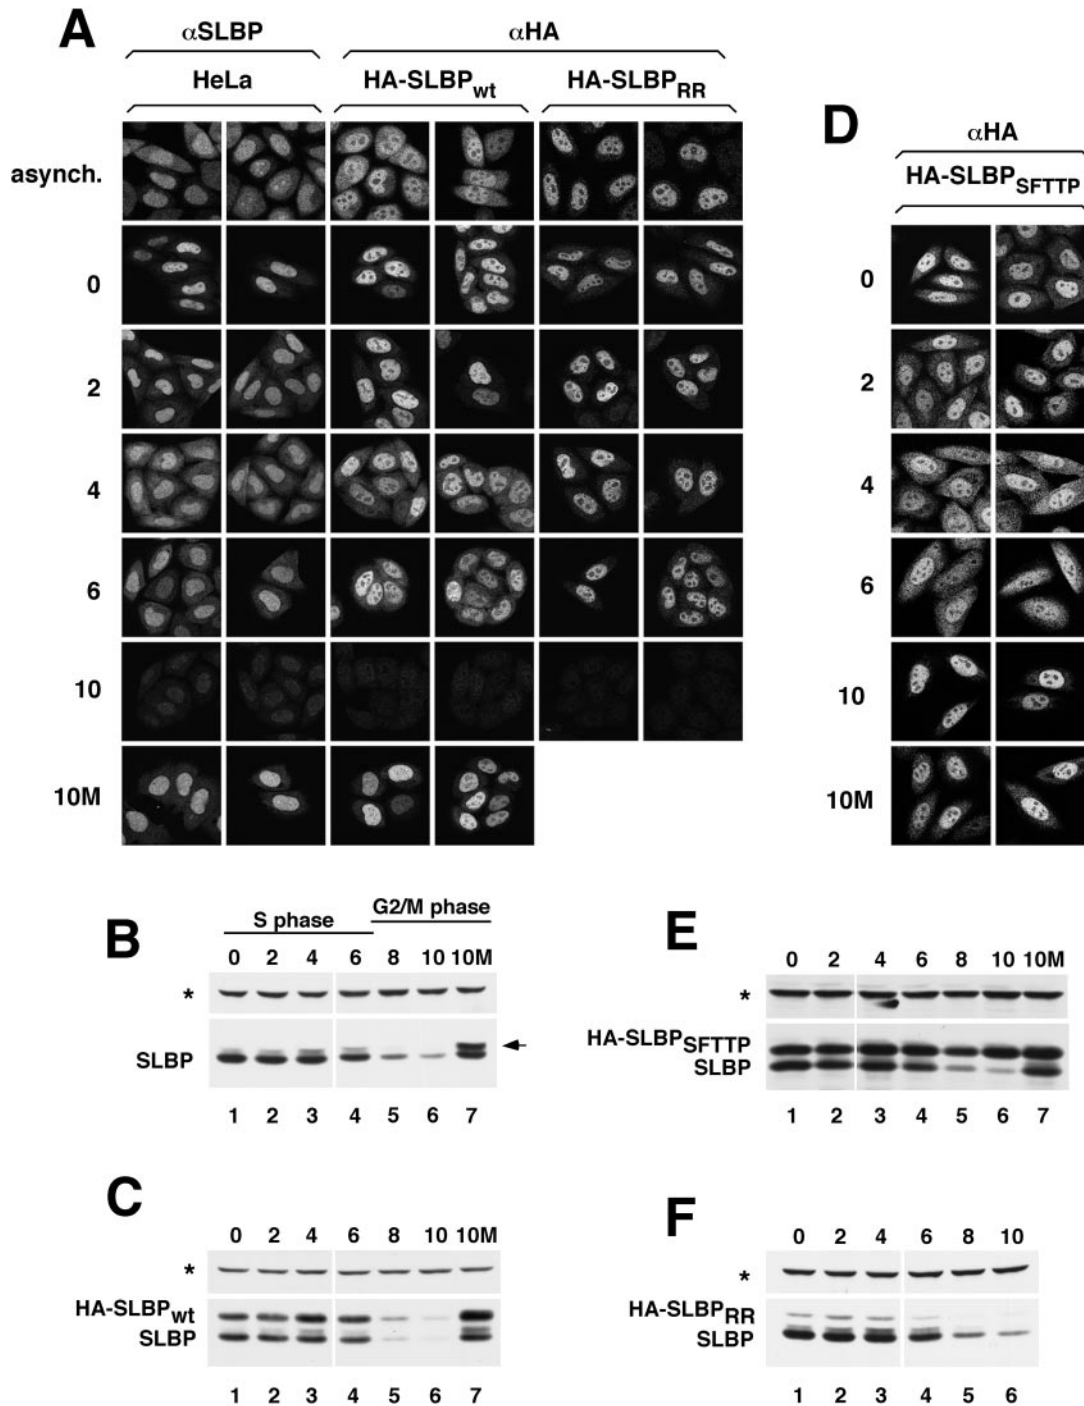 A
αSLBP αHA
HeLa HA-SLBPwt HA-SLBPRR
asynch.
0
2
4
6
10
10M
D
αHA
HA-SLBPSFTTP
0
2
4
6
10
10M
B
S phase G2/M phase
0 2 4 6 8 10 10M
*
SLBP
1 2 3 4 5 6 7
E
0 2 4 6 8 10 10M
*
HA-SLBPSFTTP
SLBP
1 2 3 4 5 6 7
C
0 2 4 6 8 10 10M
*
HA-SLBPwt
SLBP
1 2 3 4 5 6 7
F
0 2 4 6 8 10
*
HA-SLBPRR
SLBP
1 2 3 4 5 6